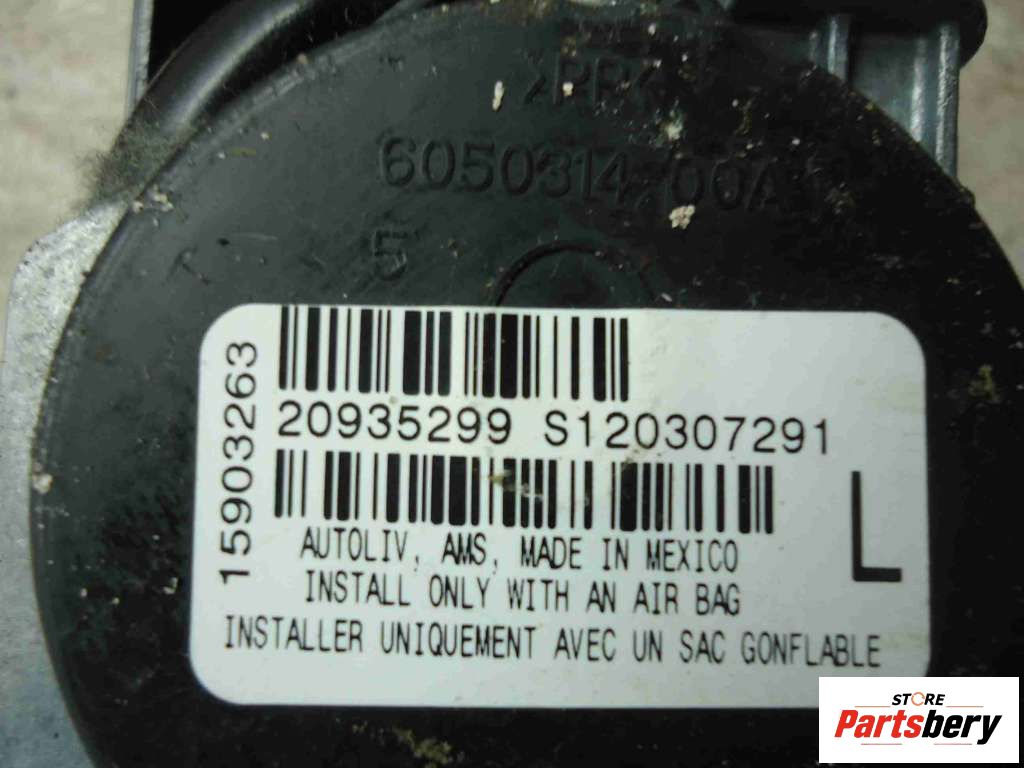 6050314 00A
5
15903263
20935299 S120307291
L
AUTOLIV, AMS, MADE IN MEXICO
INSTALL ONLY WITH AN AIR BAG
INSTALLER UNIQUEMENT AVEC UN SAC GONFLABLE
STORE
Partsbery